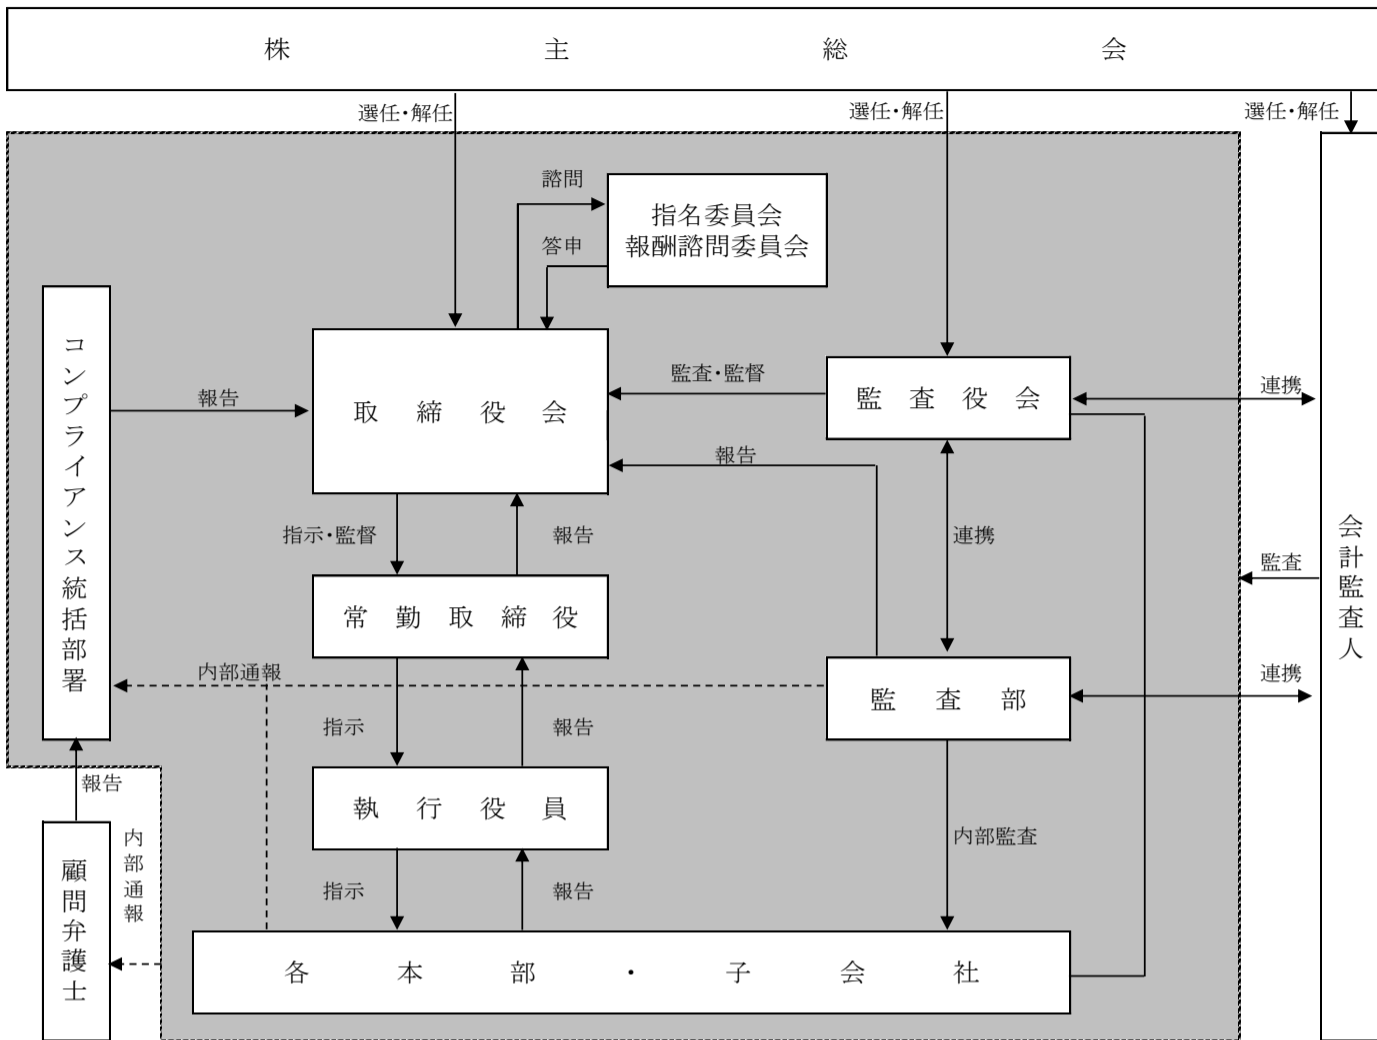 株主総会
選任・解任
選任・解任
選任・解任
諮問
指名委員会
報酬諮問委員会
答申
コンプライアンス統括部署
報告
取締役会
監査・監督
監査役会
連携
報告
指示・監督
報告
連携
会計監査人
監査
常勤取締役
内部通報
監査部
連携
指示
報告
報告
執行役員
内部監査
顧問弁護士
内部通報
指示
報告
各本部・子会社